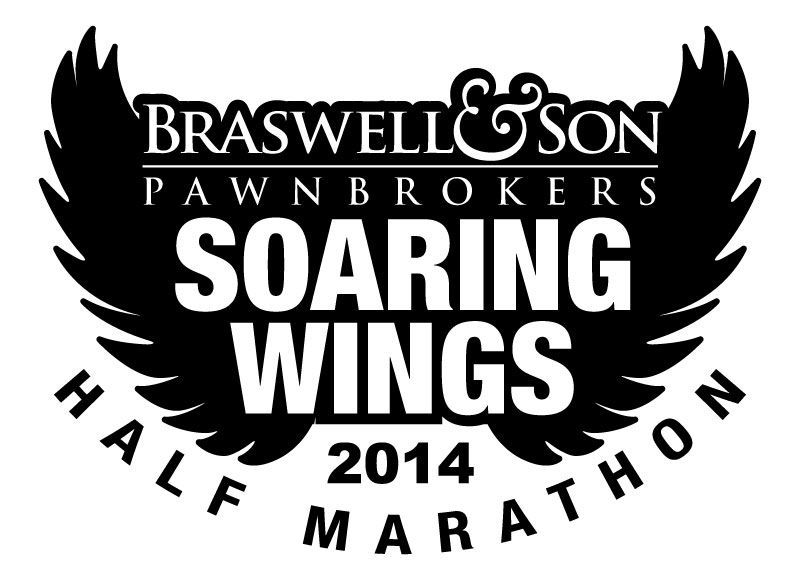 BRASWELL & SON
PAWNBROKERS
SOARING
WINGS
2014
HALF MARATHON